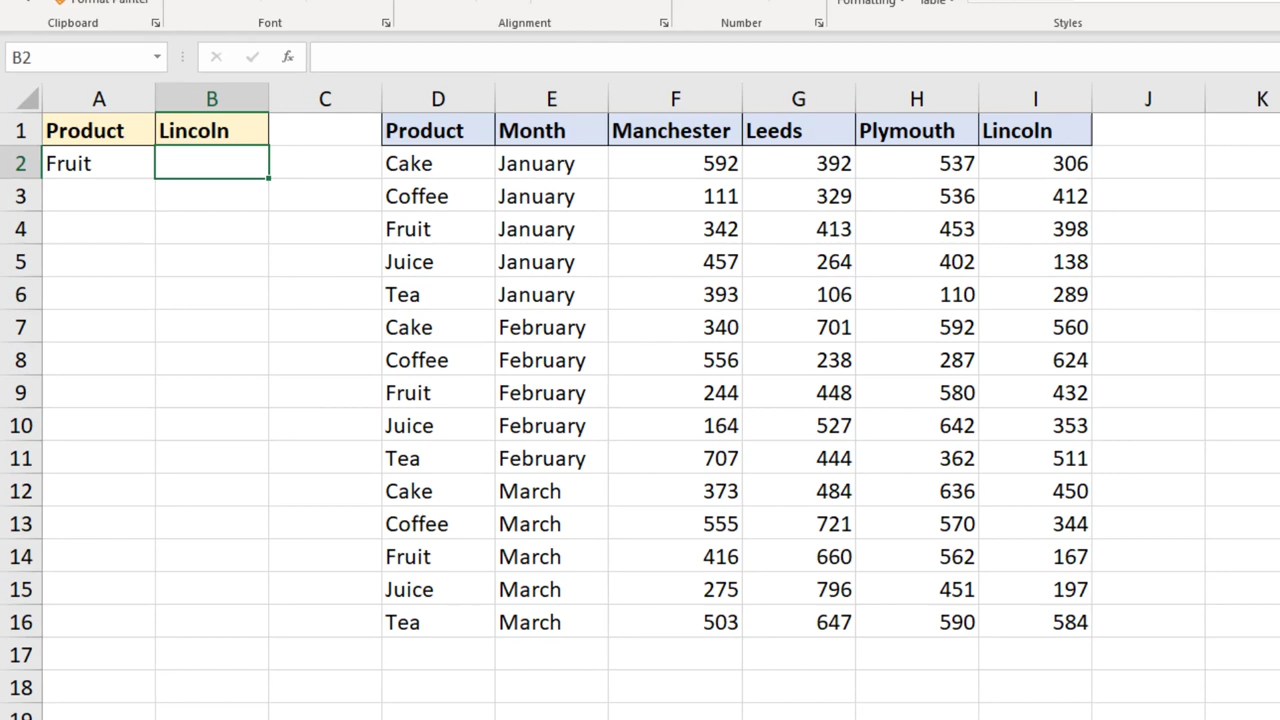 Format Painter
Formatting Table
Clipboard Font Alignment Number Styles
B2 fx
A B C D E F G H I J K
1 Product Lincoln Product Month Manchester Leeds Plymouth Lincoln
2 Fruit Cake January 592 392 537 306
3 Coffee January 111 329 536 412
4 Fruit January 342 413 453 398
5 Juice January 457 264 402 138
6 Tea January 393 106 110 289
7 Cake February 340 701 592 560
8 Coffee February 556 238 287 624
9 Fruit February 244 448 580 432
10 Juice February 164 527 642 353
11 Tea February 707 444 362 511
12 Cake March 373 484 636 450
13 Coffee March 555 721 570 344
14 Fruit March 416 660 562 167
15 Juice March 275 796 451 197
16 Tea March 503 647 590 584
17
18
19